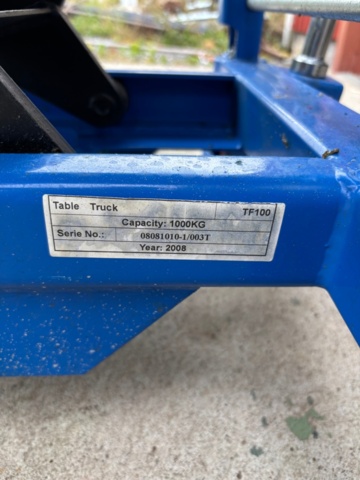 Table Truck TF100
Capacity: 1000KG
Serie No.: 08081010-1/003T
Year: 2008